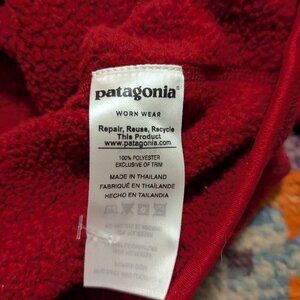 patagonia®
WORN WEAR
Repair, Reuse, Recycle
This Product
www.patagonia.com
100% POLYESTER
EXCLUSIVE OF TRIM
MADE IN THAILAND
FABRIQUÉ EN THAÏLANDE
HECHO EN TAILANDIA